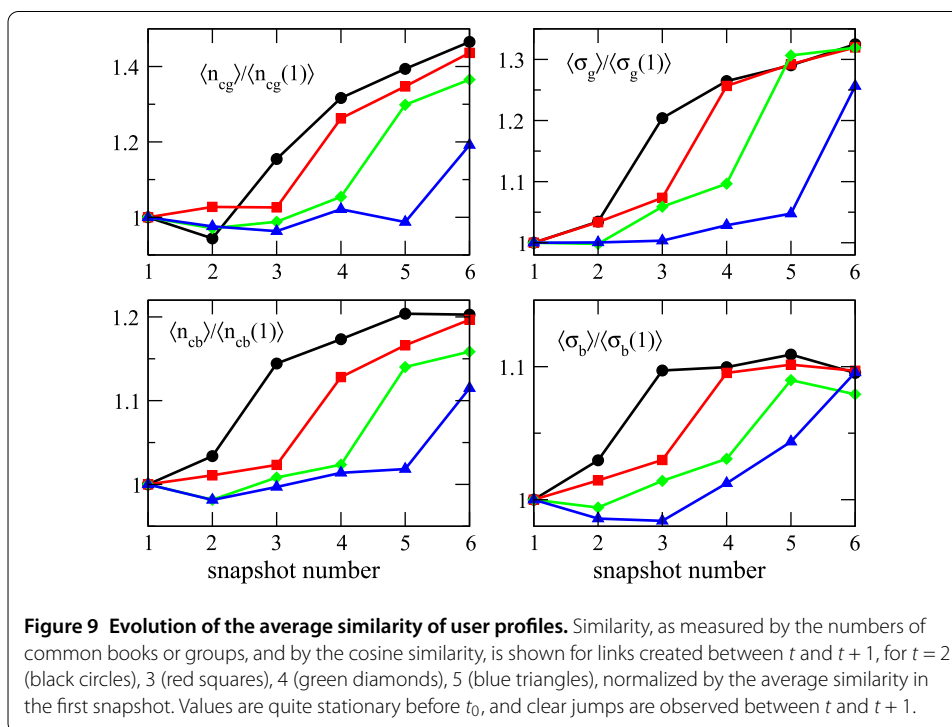 ⟨n_cg⟩/⟨n_cg(1)⟩
1.4
1.2
1
1 2 3 4 5 6
⟨σ_g⟩/⟨σ_g(1)⟩
1.3
1.2
1.1
1
1 2 3 4 5 6
⟨n_cb⟩/⟨n_cb(1)⟩
1.2
1.1
1
1 2 3 4 5 6
snapshot number
⟨σ_b⟩/⟨σ_b(1)⟩
1.1
1
1 2 3 4 5 6
snapshot number
Figure 9 Evolution of the average similarity of user profiles. Similarity, as measured by the numbers of
common books or groups, and by the cosine similarity, is shown for links created between t and t + 1, for t = 2
(black circles), 3 (red squares), 4 (green diamonds), 5 (blue triangles), normalized by the average similarity in
the first snapshot. Values are quite stationary before t₀, and clear jumps are observed between t and t + 1.